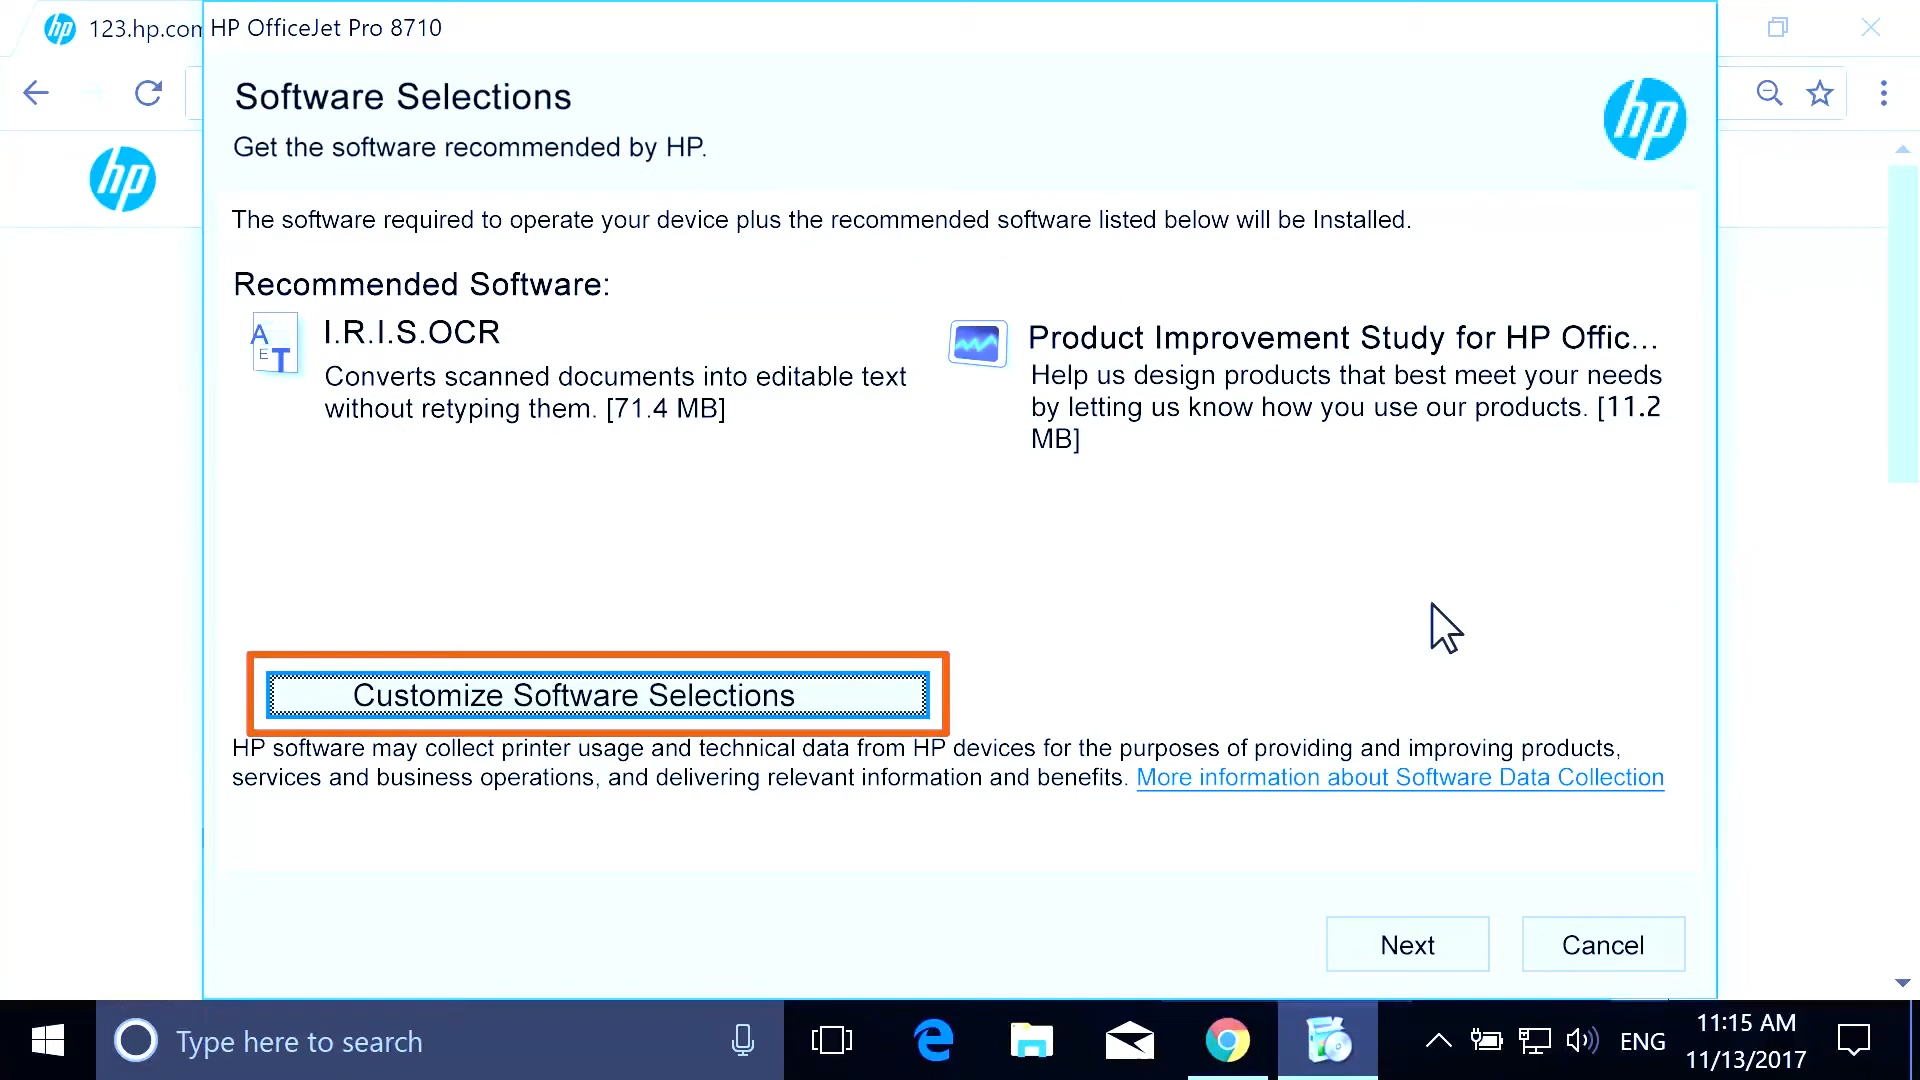 hp 123.hp.com
HP OfficeJet Pro 8710
Software Selections
Get the software recommended by HP.
hp
hp
The software required to operate your device plus the recommended software listed below will be Installed.
Recommended Software:
A
E T
I.R.I.S.OCR
Converts scanned documents into editable text
without retyping them. [71.4 MB]
Product Improvement Study for HP Offic...
Help us design products that best meet your needs
by letting us know how you use our products. [11.2
MB]
Customize Software Selections
HP software may collect printer usage and technical data from HP devices for the purposes of providing and improving products,
services and business operations, and delivering relevant information and benefits. More information about Software Data Collection
Next
Cancel
Type here to search
ENG
11:15 AM
11/13/2017